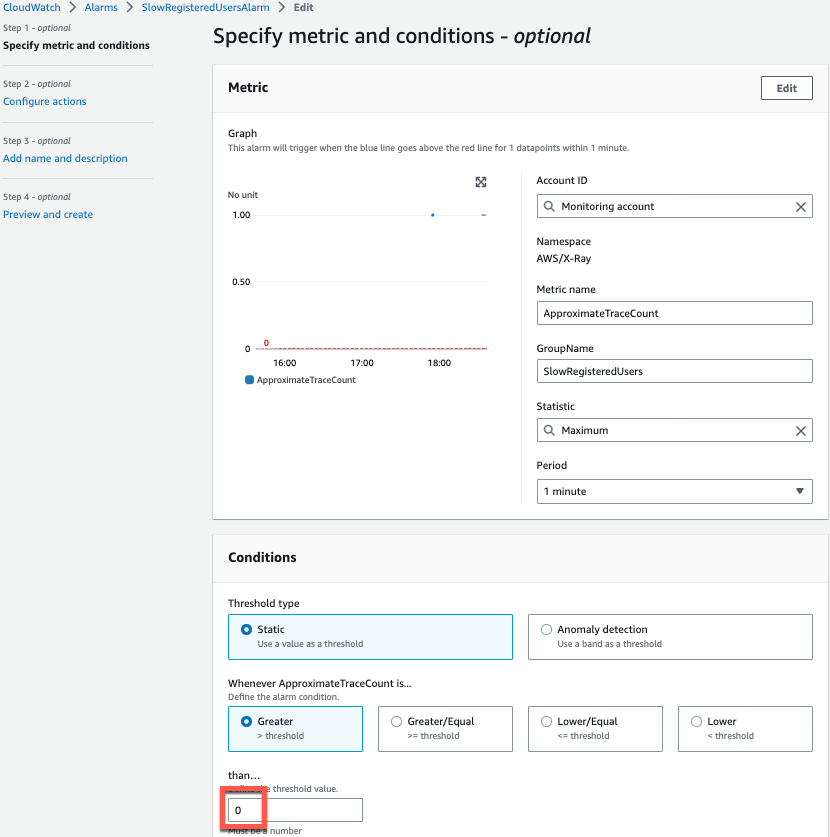 CloudWatch > Alarms > SlowRegisteredUsersAlarm > Edit
Step 1 - optional
Specify metric and conditions
Step 2 - optional
Configure actions
Step 3 - optional
Add name and description
Step 4 - optional
Preview and create
Specify metric and conditions - optional
Metric
Edit
Graph
This alarm will trigger when the blue line goes above the red line for 1 datapoints within 1 minute.
No unit
1.00
0.50
0
0
16:00 17:00 18:00
ApproximateTraceCount
Account ID
Monitoring account
Namespace
AWS/X-Ray
Metric name
ApproximateTraceCount
GroupName
SlowRegisteredUsers
Statistic
Maximum
Period
1 minute
Conditions
Threshold type
Static
Use a value as a threshold
Anomaly detection
Use a band as a threshold
Whenever ApproximateTraceCount is...
Define the alarm condition.
Greater
> threshold
Greater/Equal
>= threshold
Lower/Equal
<= threshold
Lower
< threshold
than...
Define the threshold value.
0
Must be a number